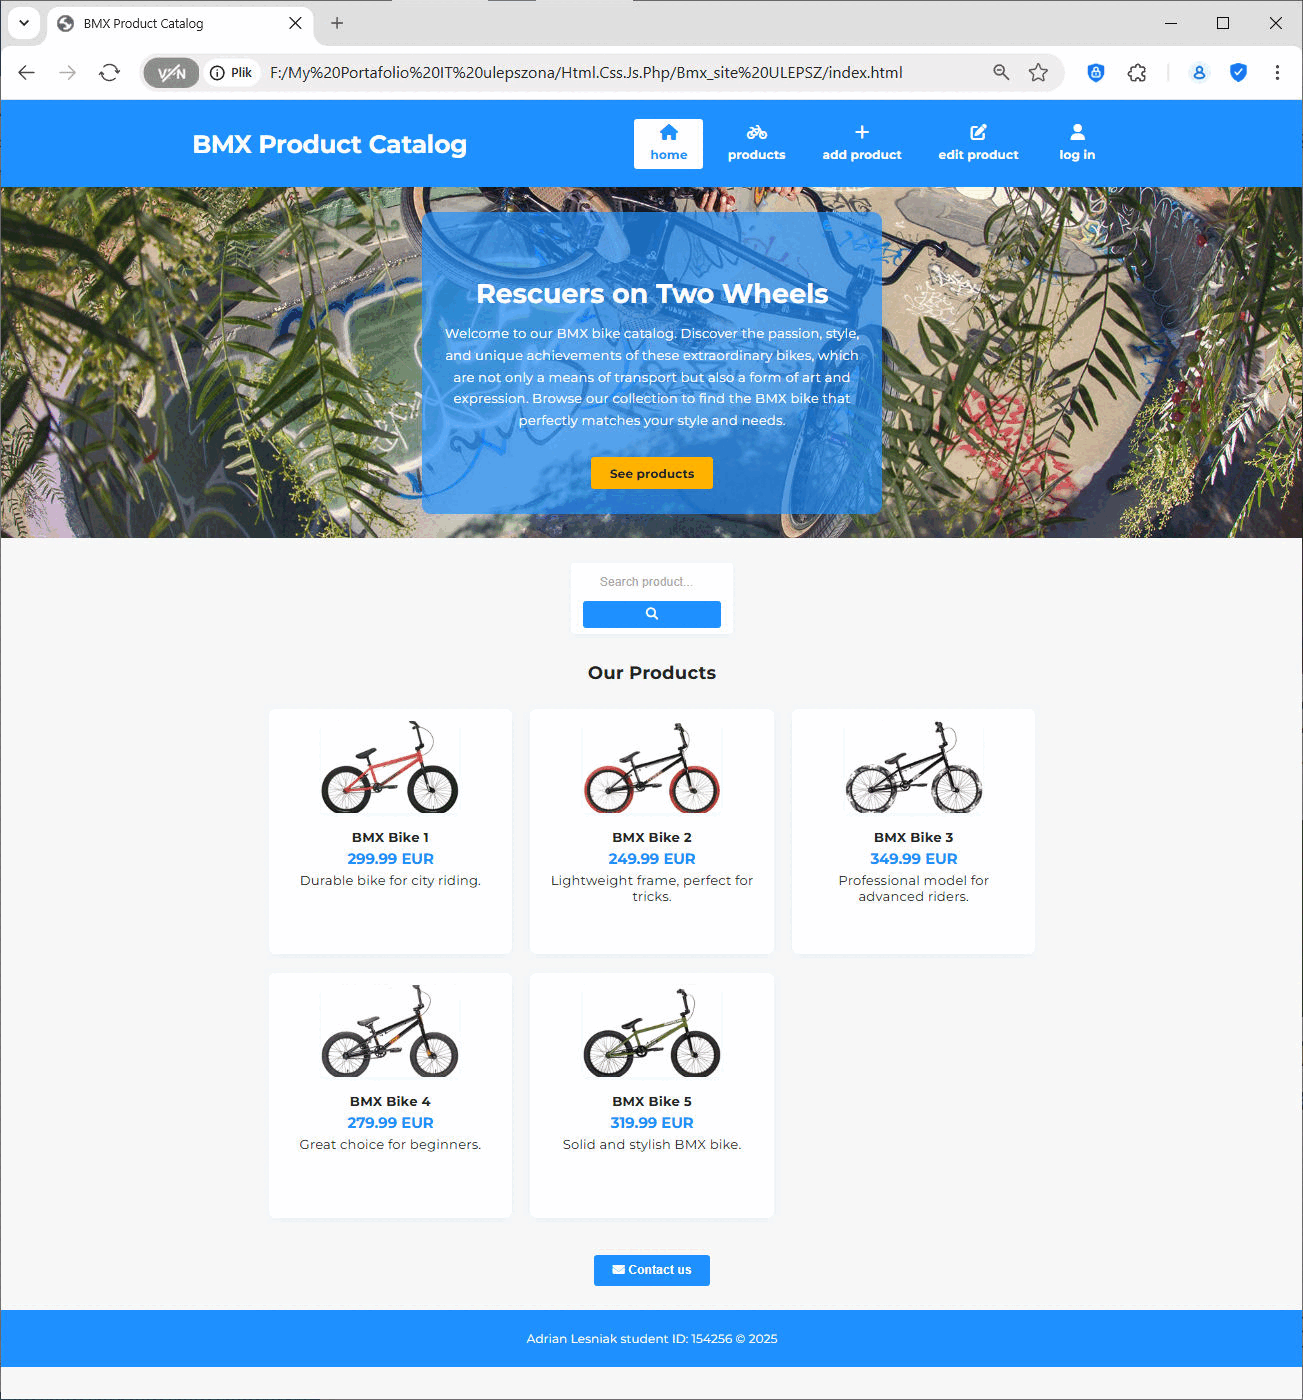 BMX Product Catalog
VPN
Plik
F:/My%20Portafolio%20IT%20ulepszona/Html.Css.Js.Php/Bmx_site%20ULEPSZ/index.html
BMX Product Catalog
home
products
add product
edit product
log in
Rescuers on Two Wheels
Welcome to our BMX bike catalog. Discover the passion, style,
and unique achievements of these extraordinary bikes, which
are not only a means of transport but also a form of art and
expression. Browse our collection to find the BMX bike that
perfectly matches your style and needs.
See products
Search product...
Our Products
BMX Bike 1
299.99 EUR
Durable bike for city riding.
BMX Bike 2
249.99 EUR
Lightweight frame, perfect for
tricks.
BMX Bike 3
349.99 EUR
Professional model for
advanced riders.
BMX Bike 4
279.99 EUR
Great choice for beginners.
BMX Bike 5
319.99 EUR
Solid and stylish BMX bike.
Contact us
Adrian Lesniak student ID: 154256 © 2025